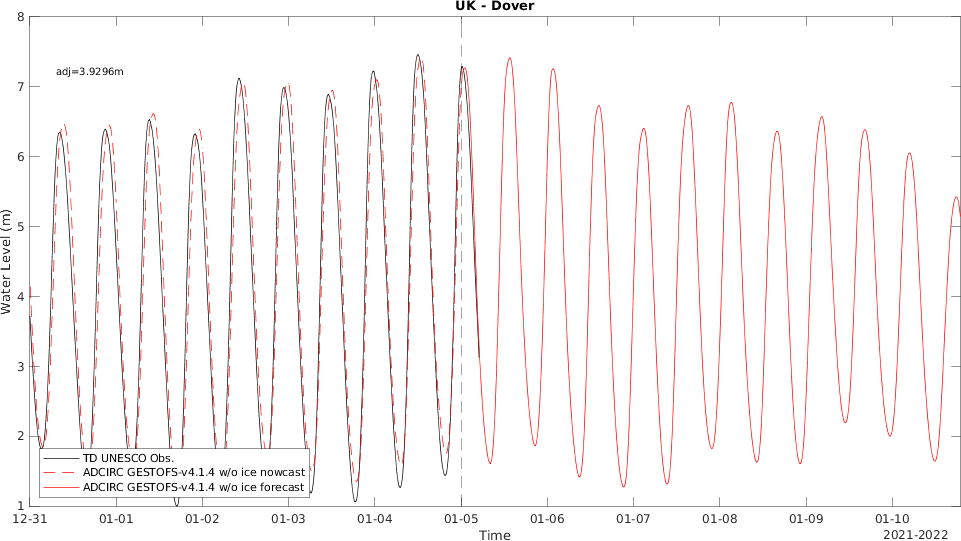 UK - Dover
adj=3.9296m
Water Level (m)
8
7
6
5
4
3
2
1
TD UNESCO Obs.
ADCIRC GESTOFS-v4.1.4 w/o ice nowcast
ADCIRC GESTOFS-v4.1.4 w/o ice forecast
12-31 01-01 01-02 01-03 01-04 01-05 01-06 01-07 01-08 01-09 01-10
Time
2021-2022